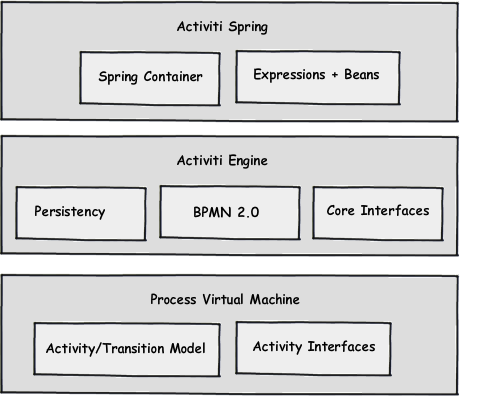 Activiti Spring
Spring Container
Expressions + Beans
Activiti Engine
Persistency
BPMN 2.0
Core Interfaces
Process Virtual Machine
Activity/Transition Model
Activity Interfaces